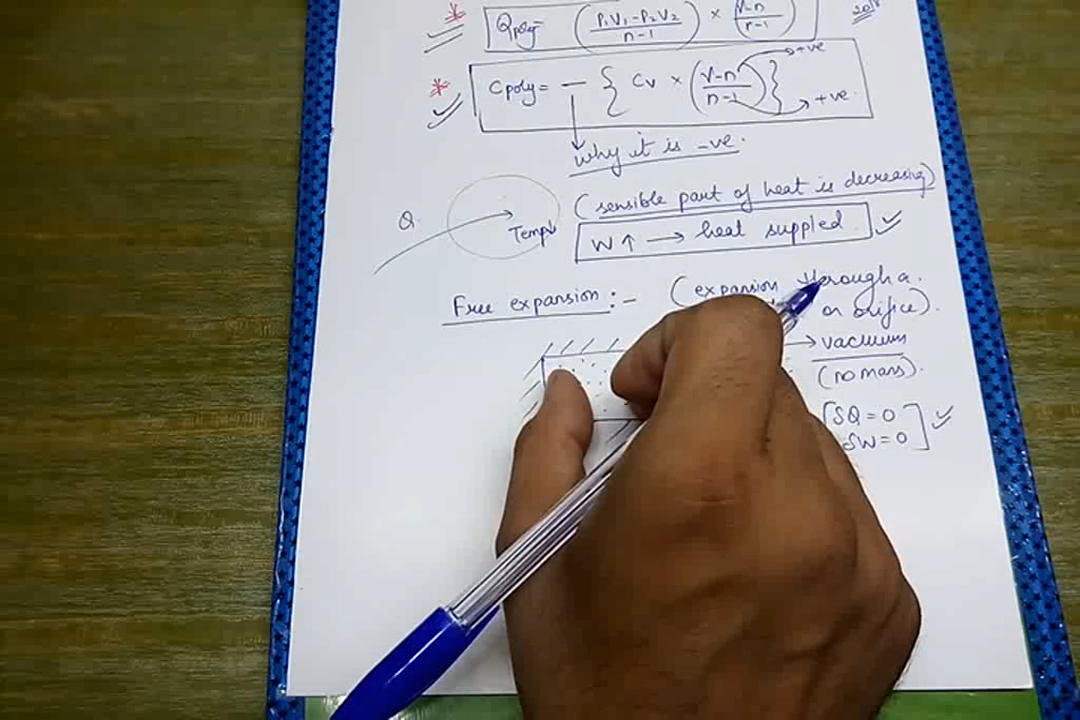 Qpoly = (P1V1-P2V2 / n-1) × (γ-n / γ-1)
Cpoly = - { Cv × (γ-n / n-1) } +ve +ve
why it is -ve.
(sensible part of heat is decreasing)
Q Temp↓
W↑ → heat suppled
Free expansion :- (expansion through a
or orifice).
→ vacuum
(no mass).
δQ = 0
δW = 0